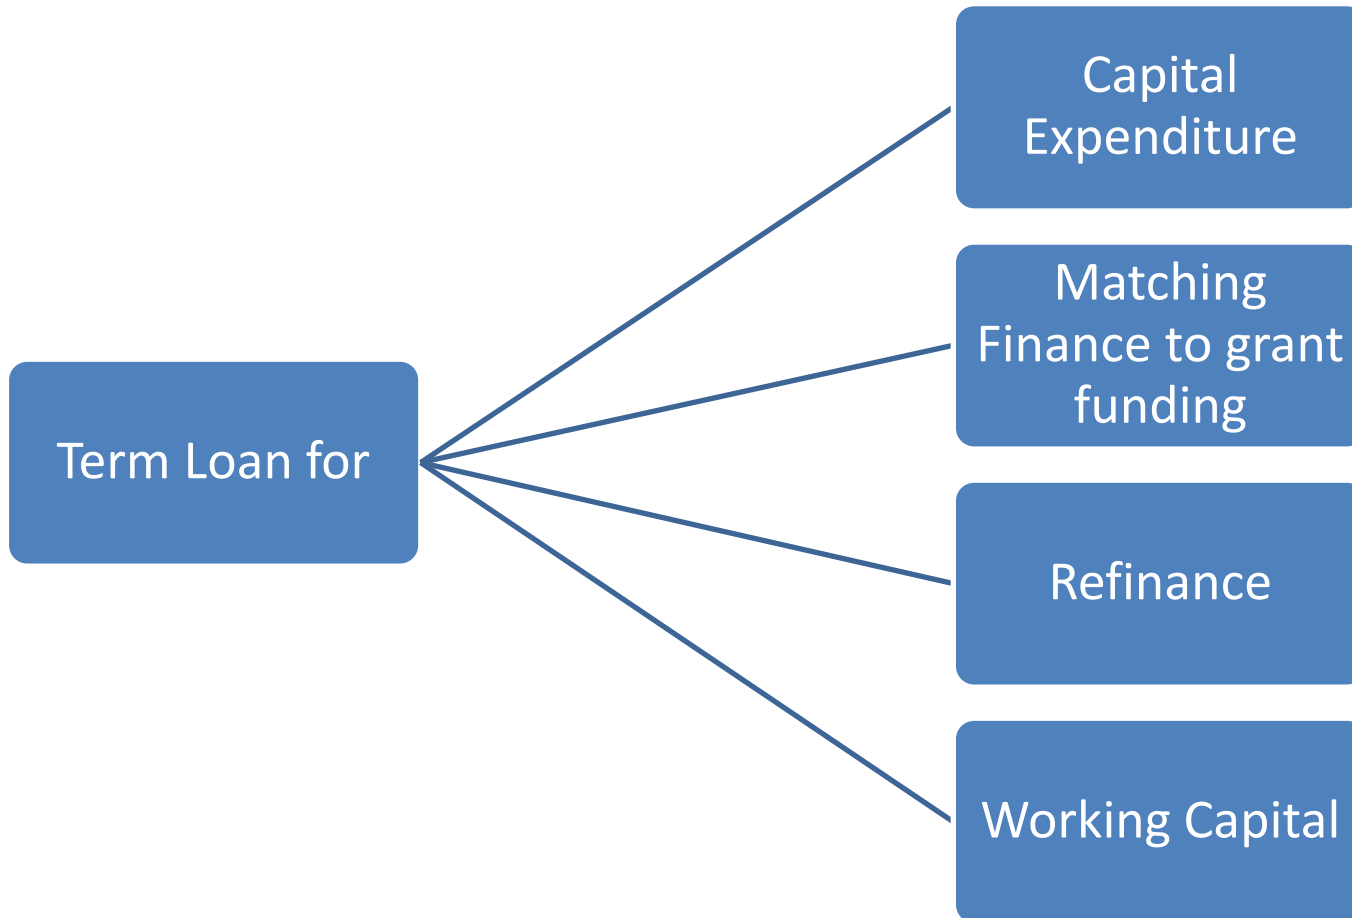 Capital
Expenditure
Matching
Finance to grant
funding
Term Loan for
Refinance
Working Capital